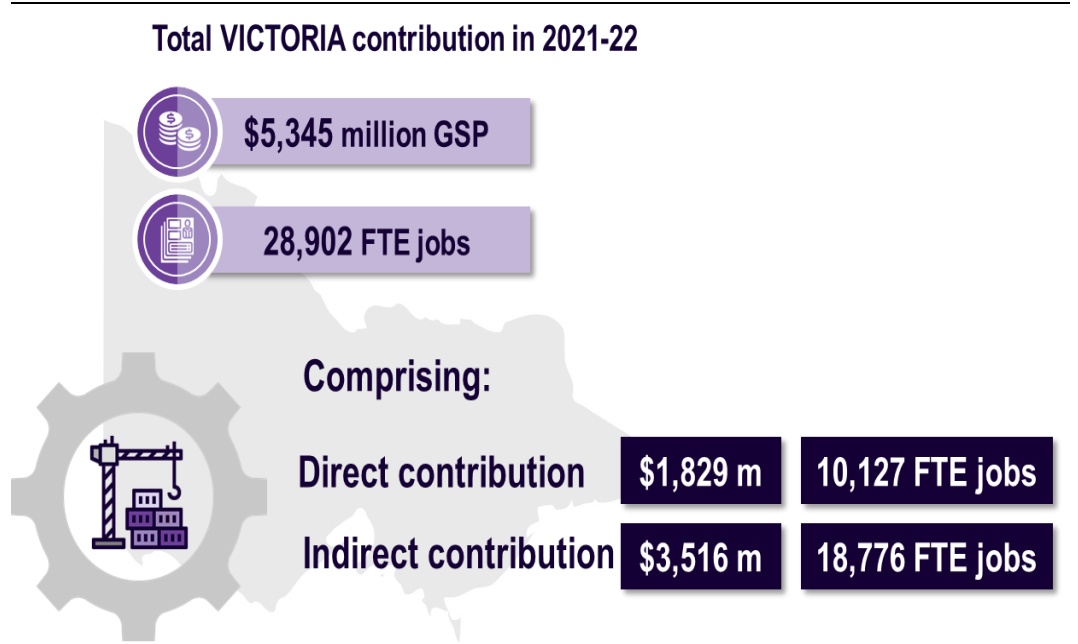 Total VICTORIA contribution in 2021-22
$5,345 million GSP
28,902 FTE jobs
Comprising:
Direct contribution $1,829 m 10,127 FTE jobs
Indirect contribution $3,516 m 18,776 FTE jobs